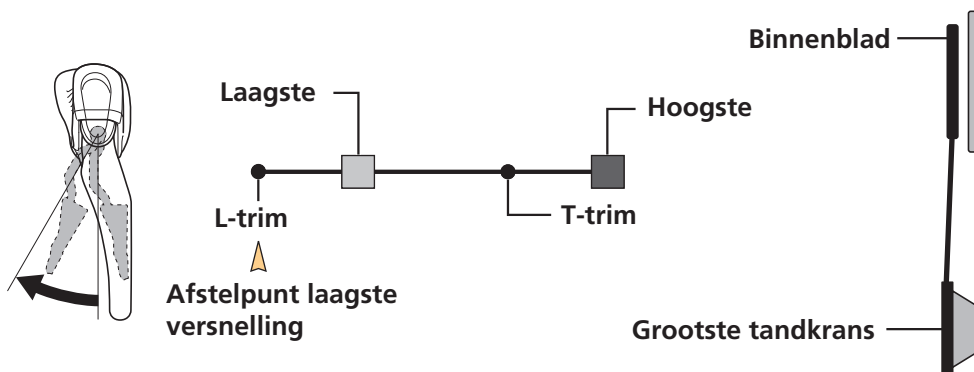 Binnenblad
Laagste
Hoogste
L-trim
T-trim
Afstelpunt laagste
versnelling
Grootste tandkrans